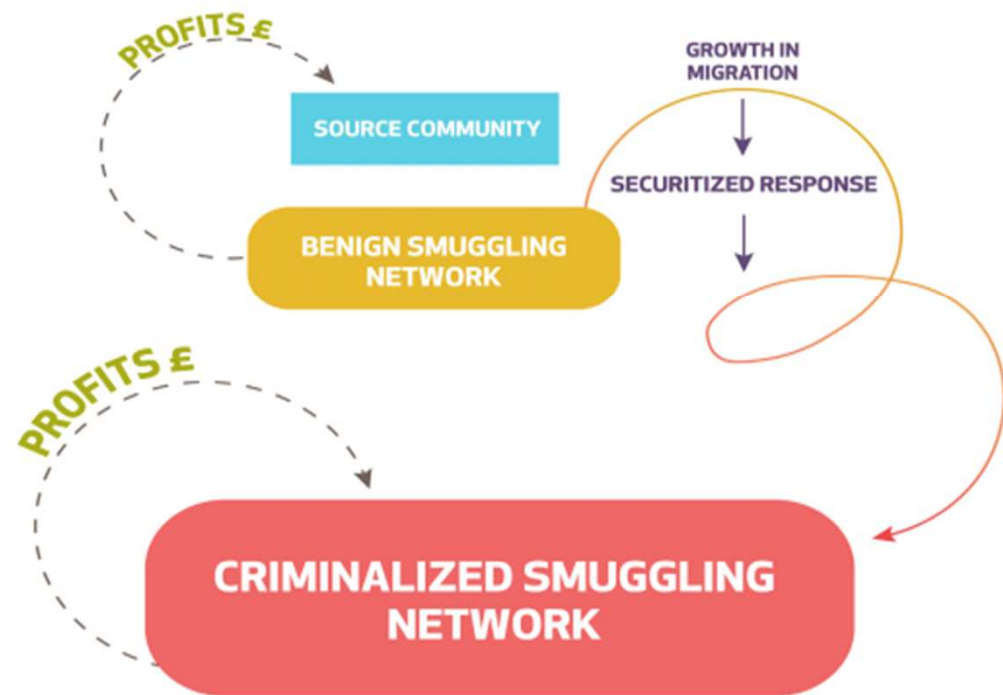 PROFITS £
GROWTH IN
MIGRATION
SOURCE COMMUNITY
SECURITIZED RESPONSE
BENIGN SMUGGLING
NETWORK
PROFITS £
CRIMINALIZED SMUGGLING
NETWORK